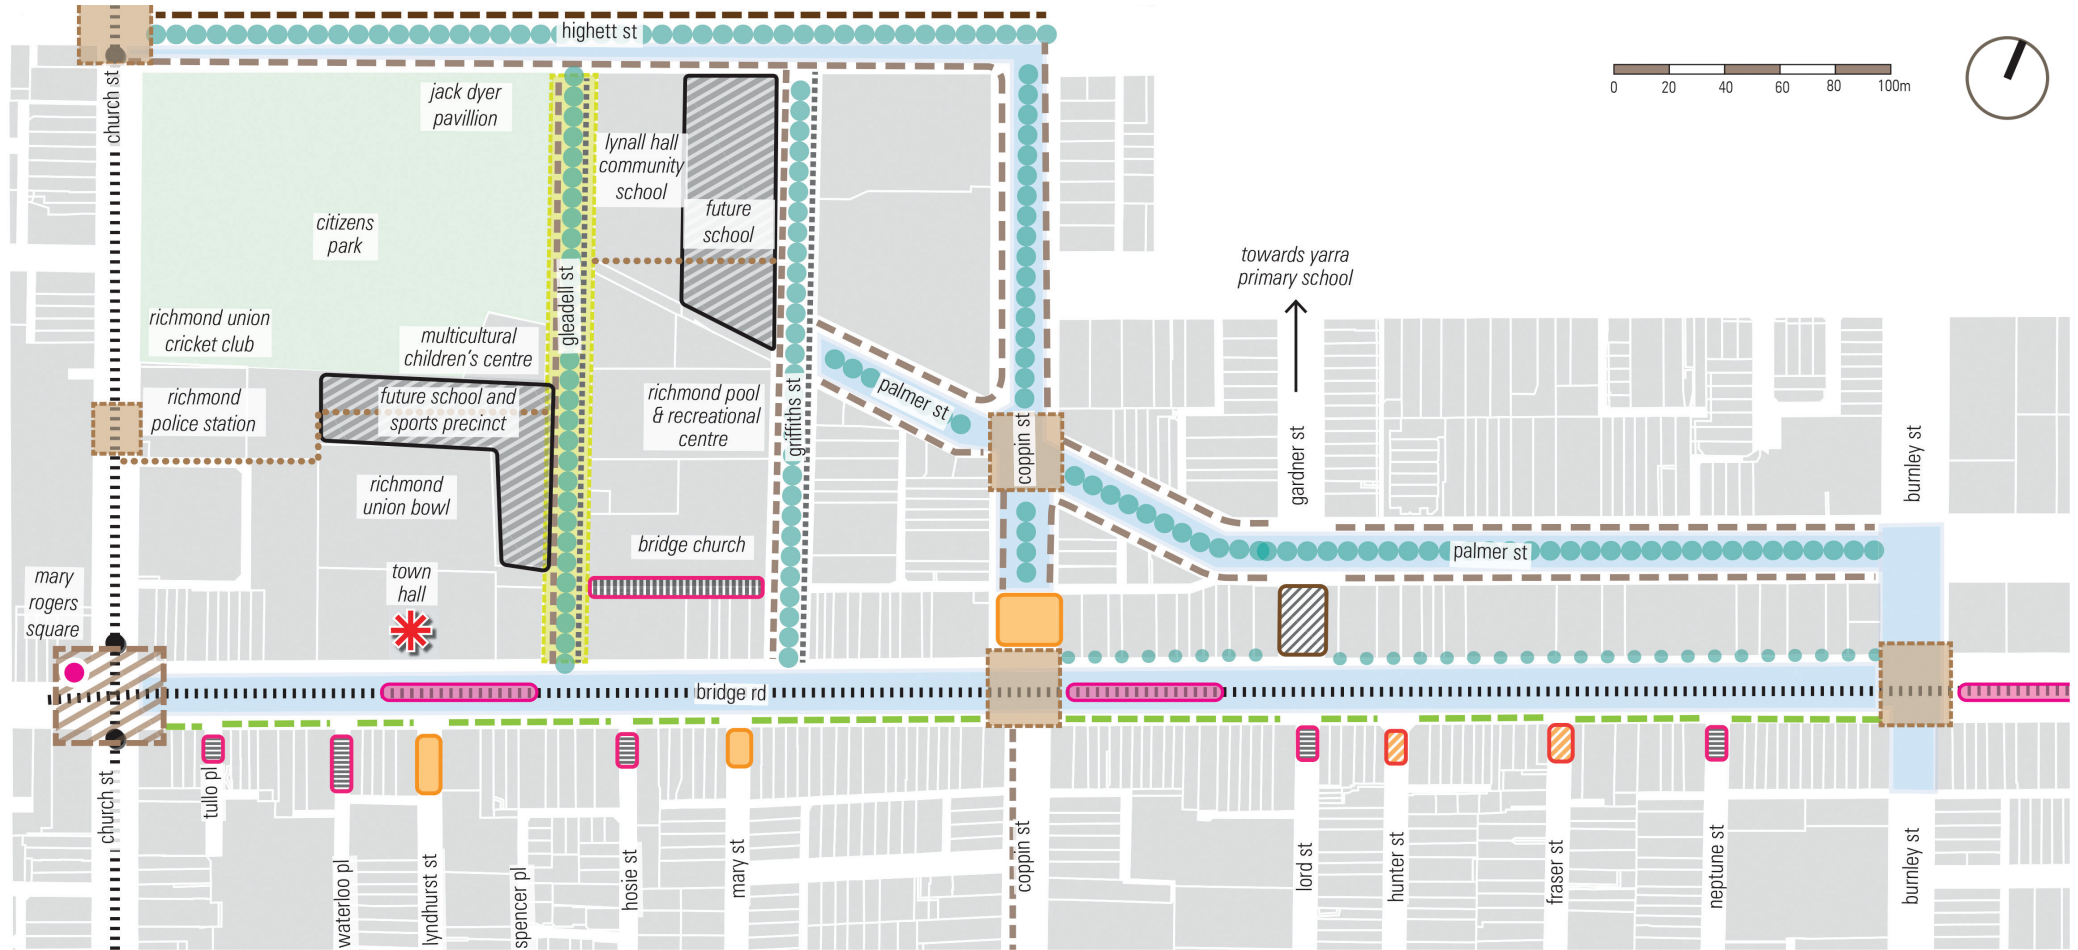 highett st
church st
jack dyer
pavillion
0 20 40 60 80 100m
lynall hall
community
school
future
school
citizens
park
towards yarra
primary school
gleadell st
richmond union
cricket club
multicultural
children's centre
richmond
police station
future school and
sports precinct
richmond pool
& recreational
centre
griffiths st
palmer st
coppin st
gardner st
burnley st
richmond
union bowl
bridge church
palmer st
mary
rogers
square
town
hall
bridge rd
church st
tullo pl
waterloo pl
lyndhurst st
spencer pl
hosie st
mary st
coppin st
lord st
hunter st
fraser st
neptune st
burnley st